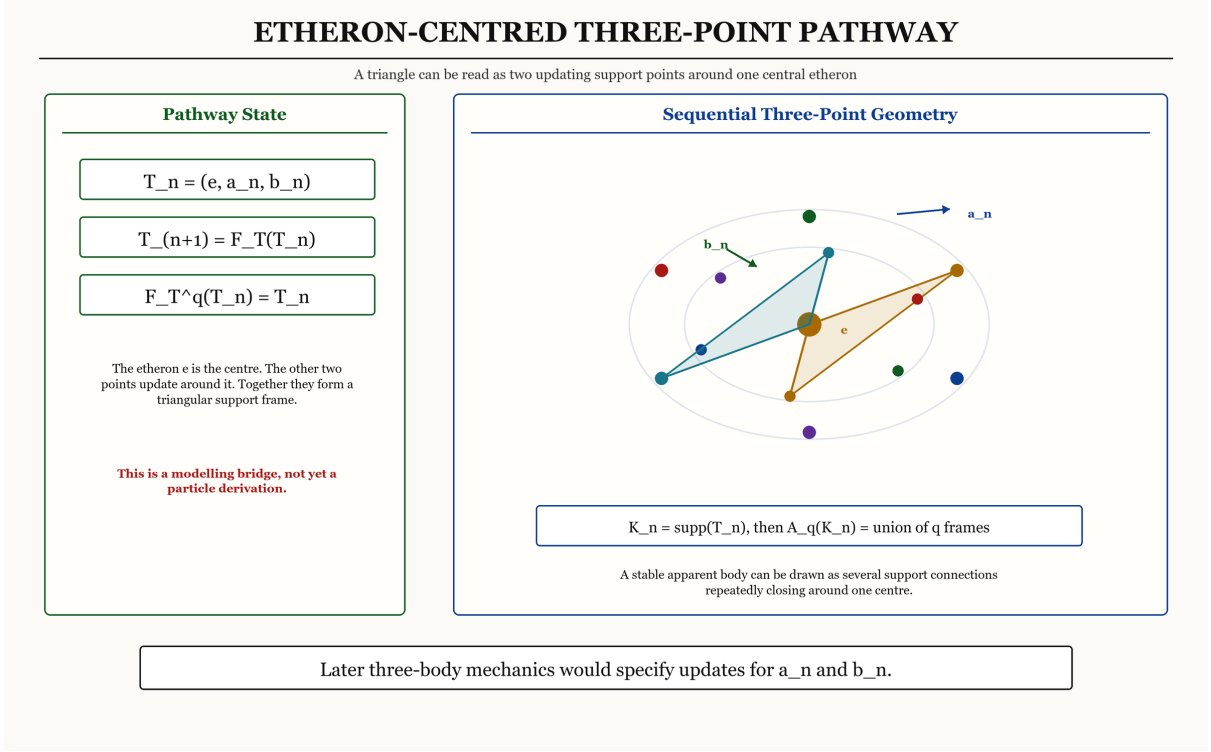 ETHERON-CENTRED THREE-POINT PATHWAY
A triangle can be read as two updating support points around one central etheron
Pathway State
T_n = (e, a_n, b_n)
T_(n+1) = F_T(T_n)
F_T^q(T_n) = T_n
The etheron e is the centre. The other two
points update around it. Together they form a
triangular support frame.
This is a modelling bridge, not yet a
particle derivation.
Sequential Three-Point Geometry
a_n
b_n
e
K_n = supp(T_n), then A_q(K_n) = union of q frames
A stable apparent body can be drawn as several support connections
repeatedly closing around one centre.
Later three-body mechanics would specify updates for a_n and b_n.